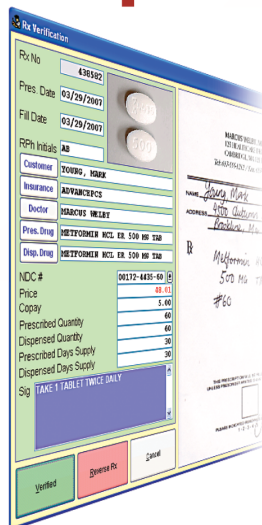 Rx Verification
Rx No
438582
Pres. Date 03/29/2007
Fill Date 03/29/2007
RPh Initials AB
Customer YOUNG, MARK
Insurance ADVANCEPCS
Doctor MARCUS WELBY
Pres. Drug METFORMIN HCL ER 500 MG TAB
Disp. Drug METFORMIN HCL ER 500 MG TAB
NDC # 00172-4435-60
Price 48.01
Copay 5.00
Prescribed Quantity 60
Dispensed Quantity 60
Prescribed Days Supply 30
Dispensed Days Supply 30
Sig TAKE 1 TABLET TWICE DAILY
Verified
Reverse Rx
Cancel
500
MARCUS WELBY
NAME Young, Mark
ADDRESS
Metformin
500 MG
#60